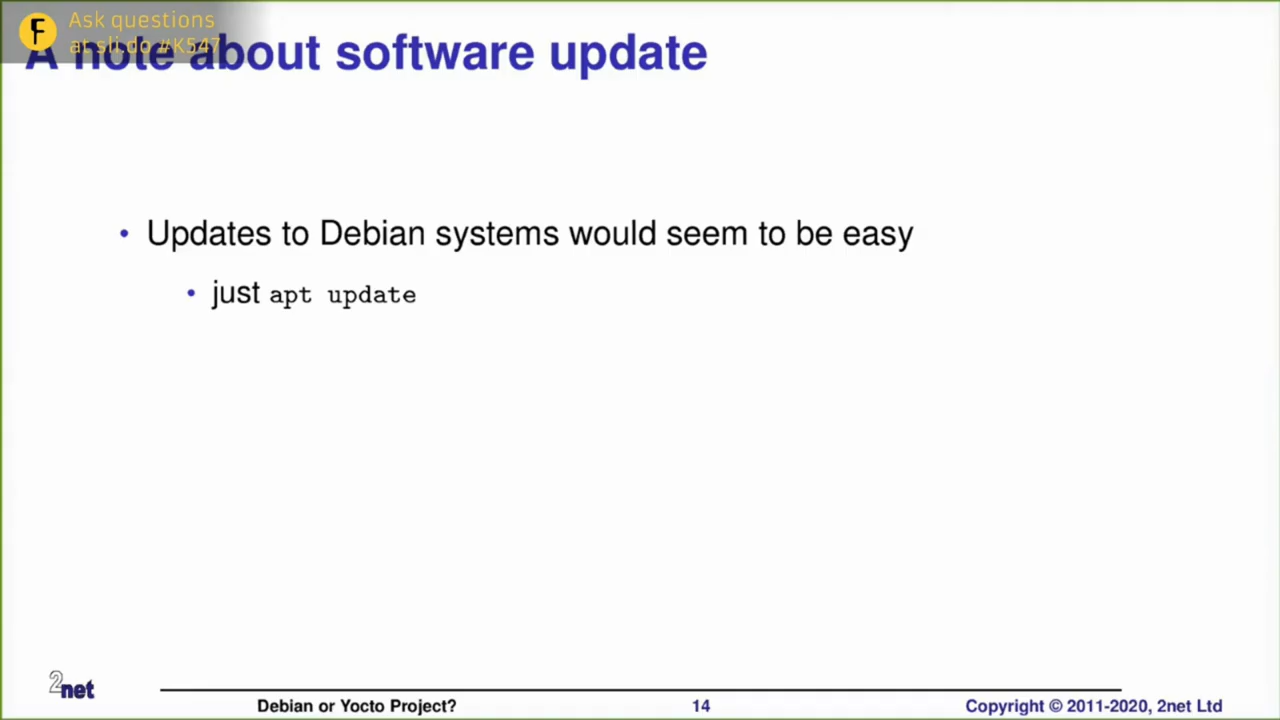 F
Ask questions
at sli.do #K547
A note about software update
• Updates to Debian systems would seem to be easy
• just apt update
2net
Debian or Yocto Project?
14
Copyright © 2011-2020, 2net Ltd